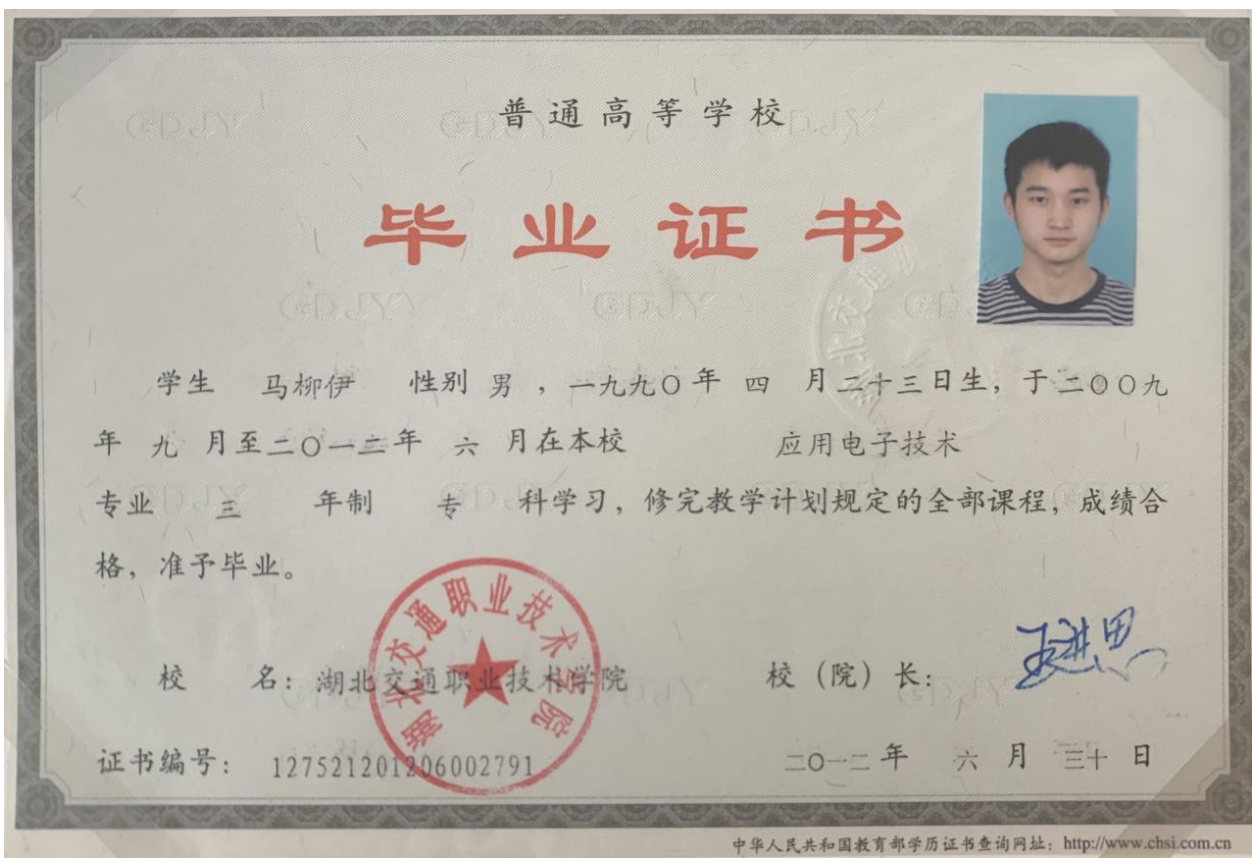 普通高等学校
毕业证书
学生 马柳伊 性别 男 ，一九九〇年 四 月二十三日生，于二〇〇九
年 九 月至二〇一二年 六 月在本校 应用电子技术
专业 三 年制 专 科学习，修完教学计划规定的全部课程，成绩合
格，准予毕业。
湖北交通职业技术学院
校 名：湖北交通职业技术学院 校（院）长：
证书编号：127521201206002791 二〇一二年 六 月 三十 日
中华人民共和国教育部学历证书查询网址：http://www.chsi.com.cn